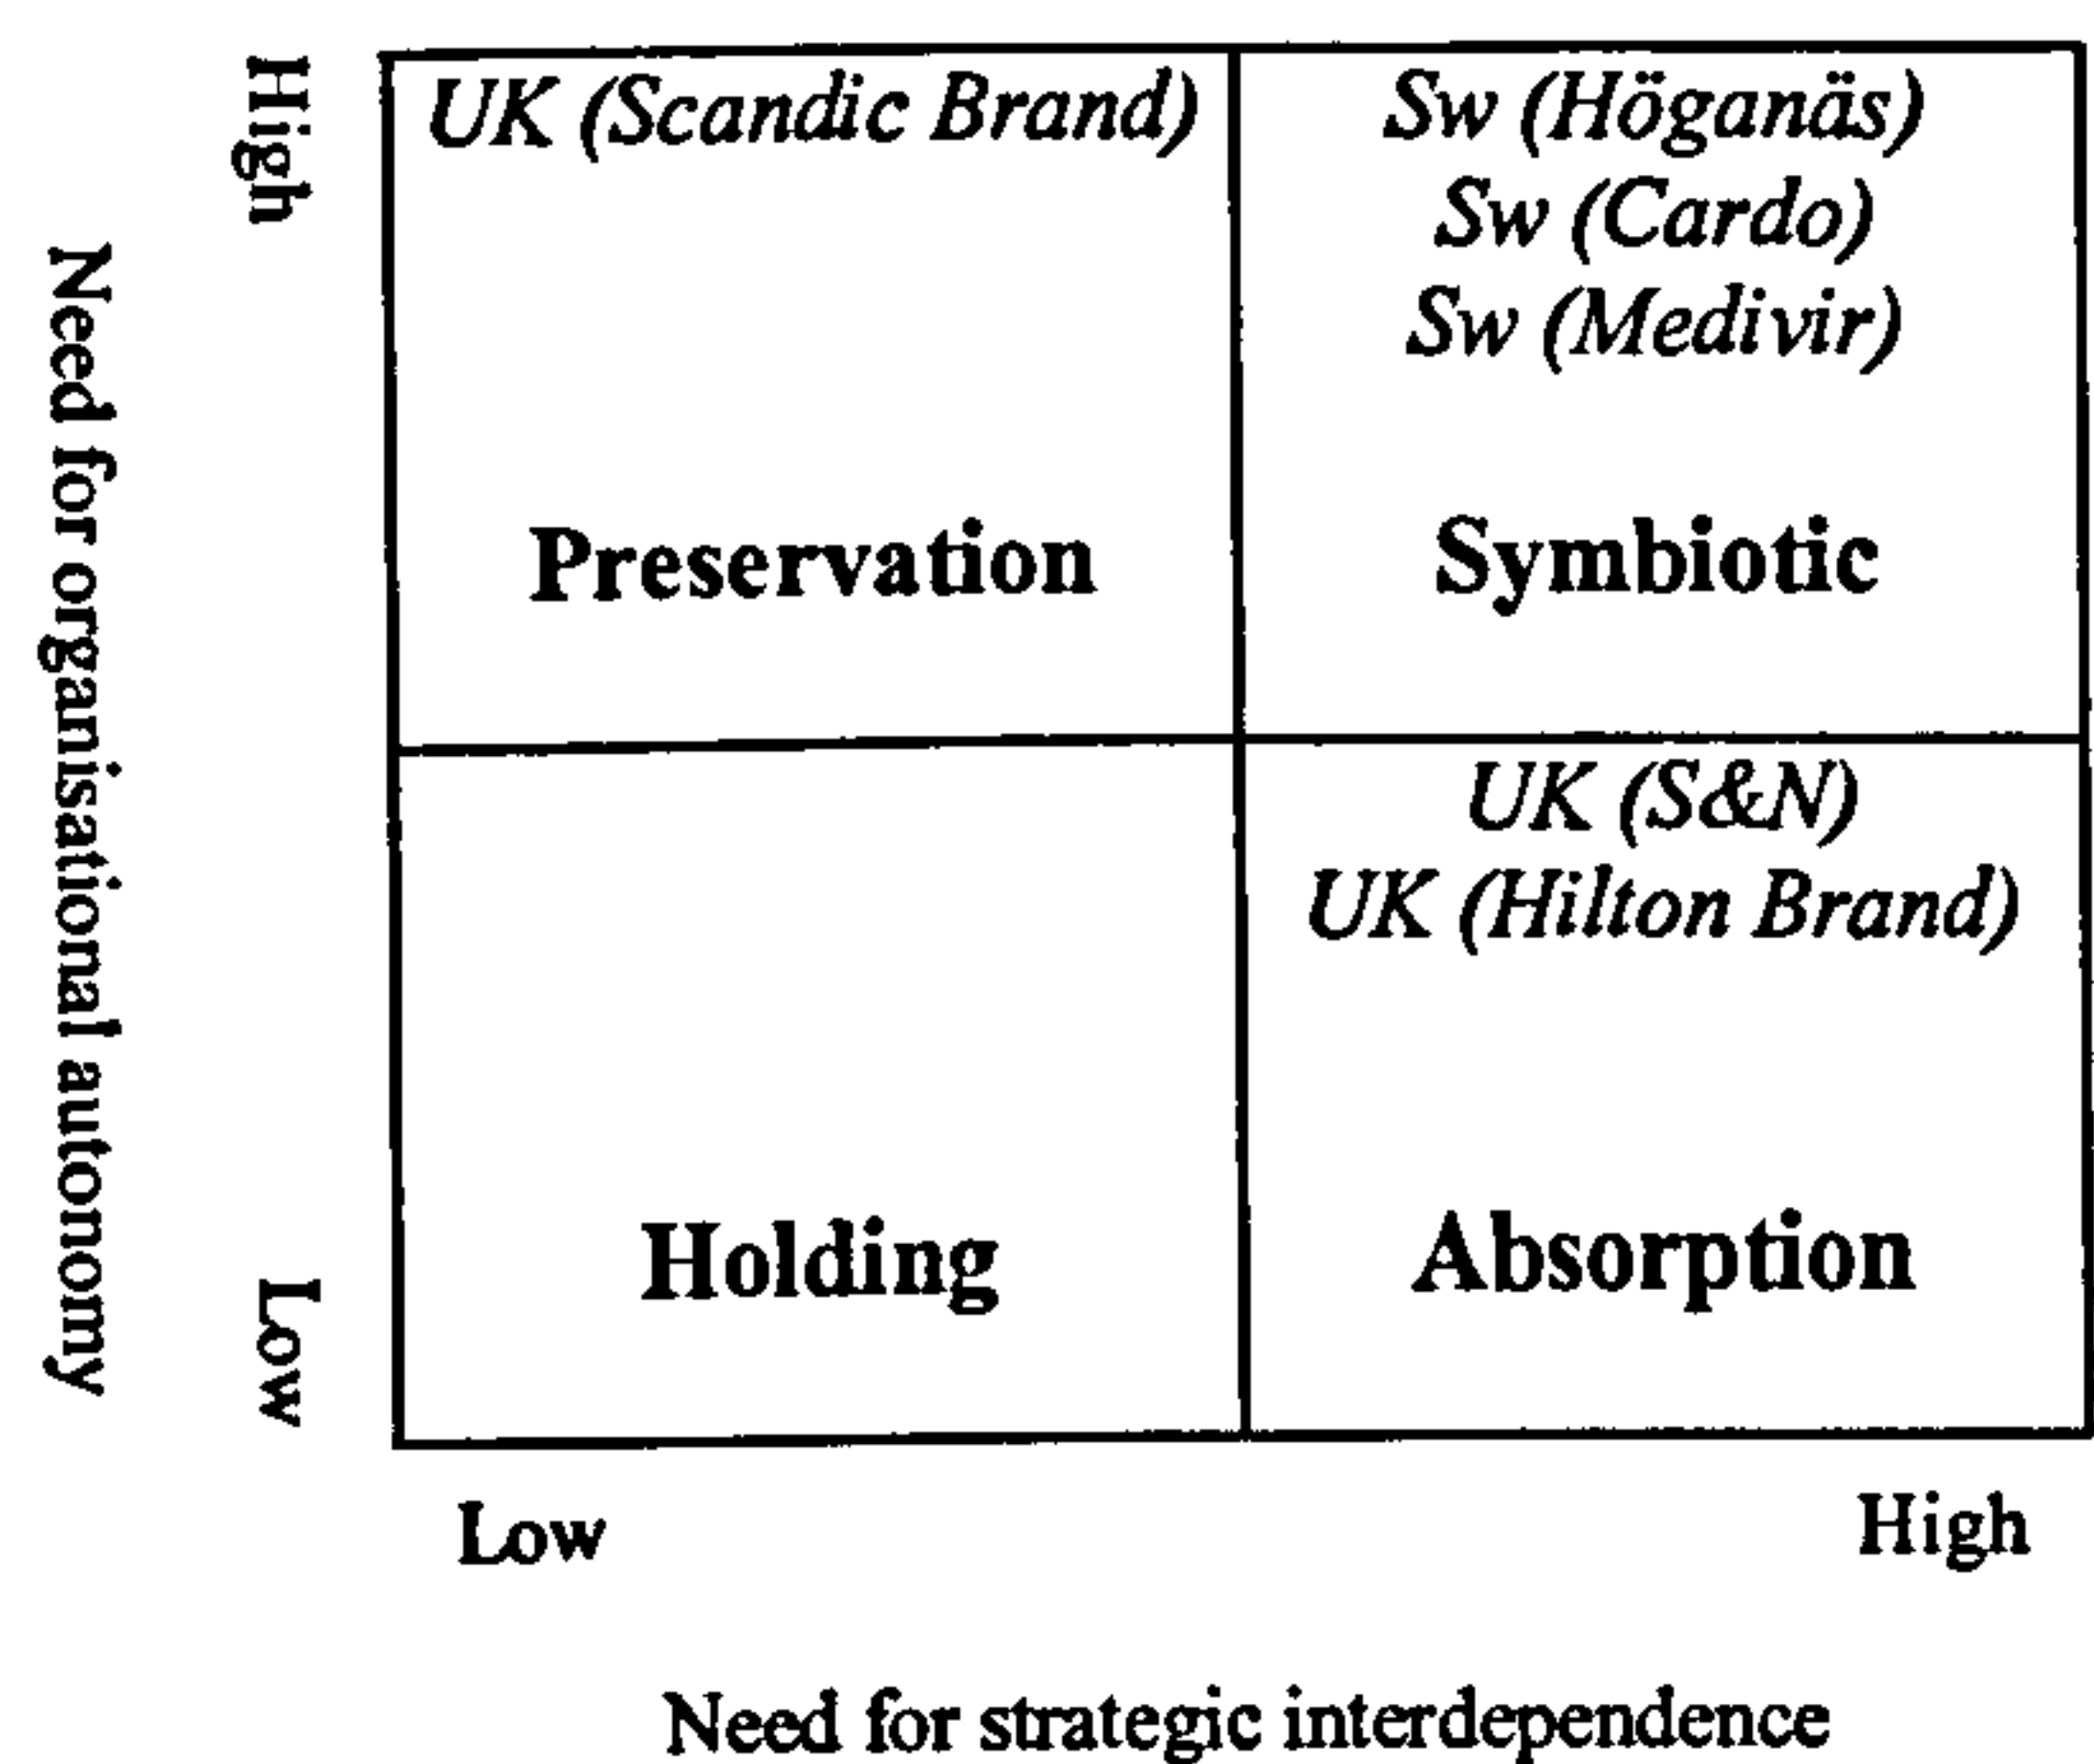 High
Need for organisational autonomy
Low
UK (Scandic Brand)
Preservation
Sw (Höganäs)
Sw (Cardo)
Sw (Medivir)
Symbiotic
Holding
UK (S&N)
UK (Hilton Brand)
Absorption
Low
High
Need for strategic interdependence